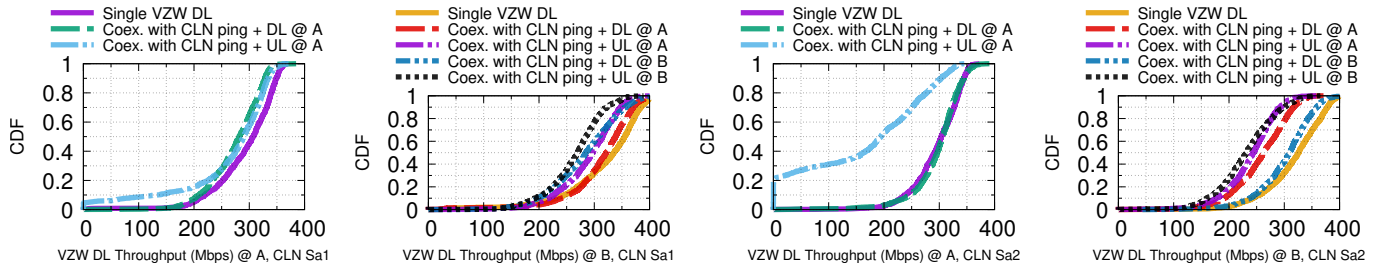 Single VZW DL
Coex. with CLN ping + DL @ A
Coex. with CLN ping + UL @ A
1
0.8
0.6
0.4
0.2
0
CDF
0 100 200 300 400
VZW DL Throughput (Mbps) @ A, CLN Sa1
Single VZW DL
Coex. with CLN ping + DL @ A
Coex. with CLN ping + UL @ A
Coex. with CLN ping + DL @ B
Coex. with CLN ping + UL @ B
1
0.8
0.6
0.4
0.2
0
CDF
0 100 200 300 400
VZW DL Throughput (Mbps) @ B, CLN Sa1
Single VZW DL
Coex. with CLN ping + DL @ A
Coex. with CLN ping + UL @ A
1
0.8
0.6
0.4
0.2
0
CDF
0 100 200 300 400
VZW DL Throughput (Mbps) @ A, CLN Sa2
Single VZW DL
Coex. with CLN ping + DL @ A
Coex. with CLN ping + UL @ A
Coex. with CLN ping + DL @ B
Coex. with CLN ping + UL @ B
1
0.8
0.6
0.4
0.2
0
CDF
0 100 200 300 400
VZW DL Throughput (Mbps) @ B, CLN Sa2